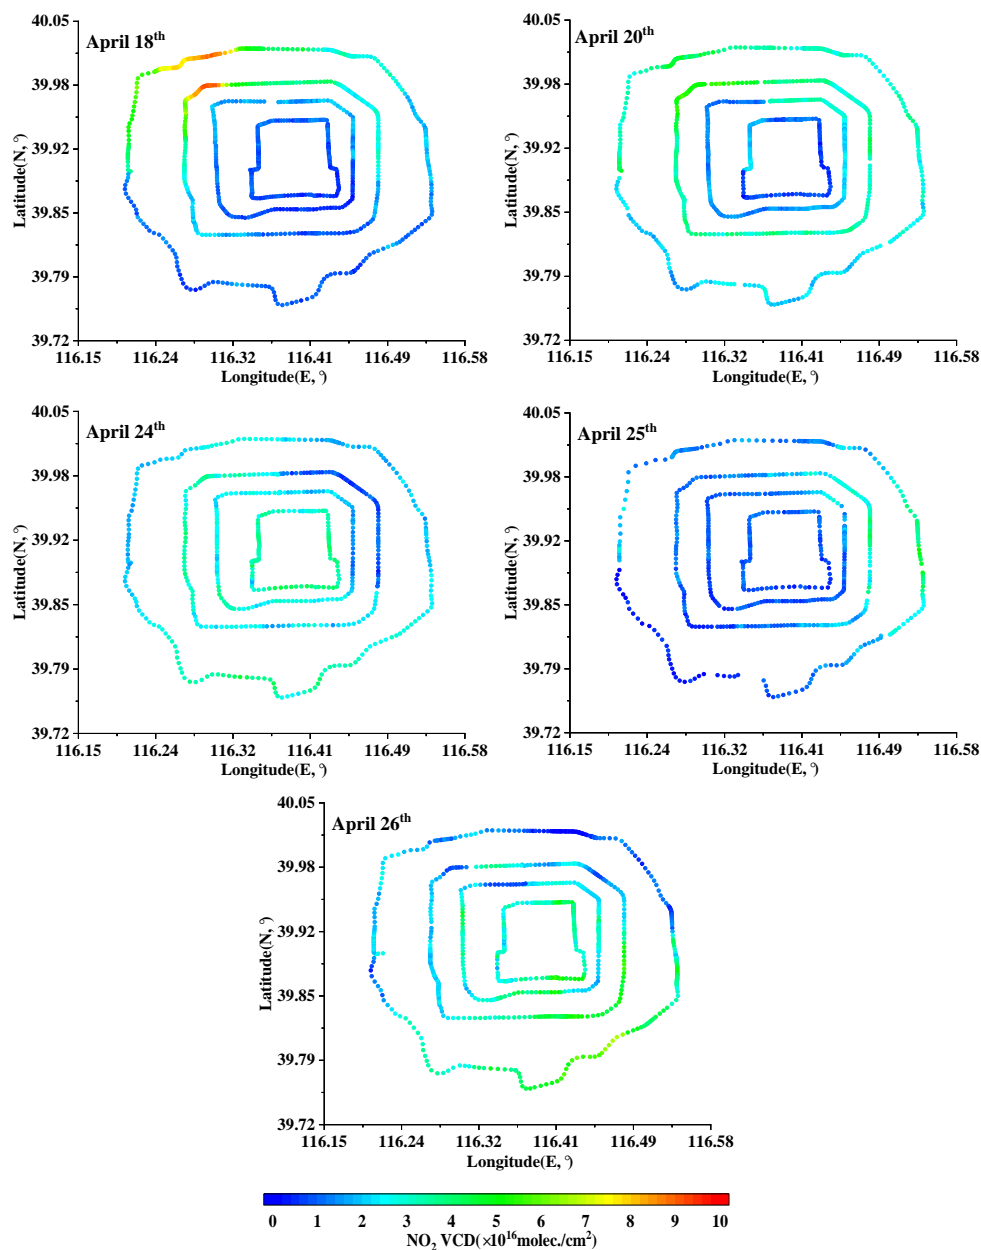 April 18th
40.05
39.98
39.92
39.85
39.79
39.72
Latitude(N, °)
116.15 116.24 116.32 116.41 116.49 116.58
Longitude(E, °)
April 20th
40.05
39.98
39.92
39.85
39.79
39.72
Latitude(N, °)
116.15 116.24 116.32 116.41 116.49 116.58
Longitude(E, °)
April 24th
40.05
39.98
39.92
39.85
39.79
39.72
Latitude(N, °)
116.15 116.24 116.32 116.41 116.49 116.58
Longitude(E, °)
April 25th
40.05
39.98
39.92
39.85
39.79
39.72
Latitude(N, °)
116.15 116.24 116.32 116.41 116.49 116.58
Longitude(E, °)
April 26th
40.05
39.98
39.92
39.85
39.79
39.72
Latitude(N, °)
116.15 116.24 116.32 116.41 116.49 116.58
Longitude(E, °)
0 1 2 3 4 5 6 7 8 9 10
NO₂ VCD(×10¹⁶molec./cm²)